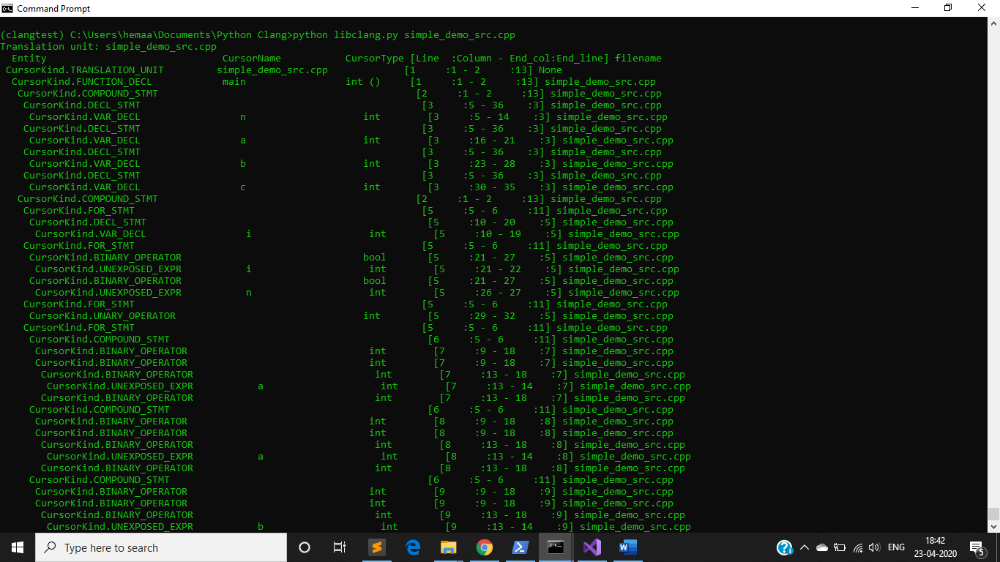 Command Prompt
(clangtest) C:\Users\hemaa\Documents\Python Clang>python libclang.py simple_demo_src.cpp
Translation unit: simple_demo_src.cpp
Entity CursorName CursorType [Line :Column - End_col:End_line] filename
CursorKind.TRANSLATION_UNIT simple_demo_src.cpp [1 :1 - 2 :13] None
CursorKind.FUNCTION_DECL main int () [1 :1 - 2 :13] simple_demo_src.cpp
CursorKind.COMPOUND_STMT [2 :1 - 2 :13] simple_demo_src.cpp
CursorKind.DECL_STMT [3 :5 - 36 :3] simple_demo_src.cpp
CursorKind.VAR_DECL n int [3 :5 - 14 :3] simple_demo_src.cpp
CursorKind.DECL_STMT [3 :5 - 36 :3] simple_demo_src.cpp
CursorKind.VAR_DECL a int [3 :16 - 21 :3] simple_demo_src.cpp
CursorKind.DECL_STMT [3 :5 - 36 :3] simple_demo_src.cpp
CursorKind.VAR_DECL b int [3 :23 - 28 :3] simple_demo_src.cpp
CursorKind.DECL_STMT [3 :5 - 36 :3] simple_demo_src.cpp
CursorKind.VAR_DECL c int [3 :30 - 35 :3] simple_demo_src.cpp
CursorKind.COMPOUND_STMT [2 :1 - 2 :13] simple_demo_src.cpp
CursorKind.FOR_STMT [5 :5 - 6 :11] simple_demo_src.cpp
CursorKind.DECL_STMT [5 :10 - 20 :5] simple_demo_src.cpp
CursorKind.VAR_DECL i int [5 :10 - 19 :5] simple_demo_src.cpp
CursorKind.FOR_STMT [5 :5 - 6 :11] simple_demo_src.cpp
CursorKind.BINARY_OPERATOR bool [5 :21 - 27 :5] simple_demo_src.cpp
CursorKind.UNEXPOSED_EXPR i int [5 :21 - 22 :5] simple_demo_src.cpp
CursorKind.BINARY_OPERATOR bool [5 :21 - 27 :5] simple_demo_src.cpp
CursorKind.UNEXPOSED_EXPR n int [5 :26 - 27 :5] simple_demo_src.cpp
CursorKind.FOR_STMT [5 :5 - 6 :11] simple_demo_src.cpp
CursorKind.UNARY_OPERATOR int [5 :29 - 32 :5] simple_demo_src.cpp
CursorKind.FOR_STMT [5 :5 - 6 :11] simple_demo_src.cpp
CursorKind.COMPOUND_STMT [6 :5 - 6 :11] simple_demo_src.cpp
CursorKind.BINARY_OPERATOR int [7 :9 - 18 :7] simple_demo_src.cpp
CursorKind.BINARY_OPERATOR int [7 :9 - 18 :7] simple_demo_src.cpp
CursorKind.BINARY_OPERATOR int [7 :13 - 18 :7] simple_demo_src.cpp
CursorKind.UNEXPOSED_EXPR a int [7 :13 - 14 :7] simple_demo_src.cpp
CursorKind.BINARY_OPERATOR int [7 :13 - 18 :7] simple_demo_src.cpp
CursorKind.COMPOUND_STMT [6 :5 - 6 :11] simple_demo_src.cpp
CursorKind.BINARY_OPERATOR int [8 :9 - 18 :8] simple_demo_src.cpp
CursorKind.BINARY_OPERATOR int [8 :9 - 18 :8] simple_demo_src.cpp
CursorKind.BINARY_OPERATOR int [8 :13 - 18 :8] simple_demo_src.cpp
CursorKind.UNEXPOSED_EXPR a int [8 :13 - 14 :8] simple_demo_src.cpp
CursorKind.BINARY_OPERATOR int [8 :13 - 18 :8] simple_demo_src.cpp
CursorKind.COMPOUND_STMT [6 :5 - 6 :11] simple_demo_src.cpp
CursorKind.BINARY_OPERATOR int [9 :9 - 18 :9] simple_demo_src.cpp
CursorKind.BINARY_OPERATOR int [9 :9 - 18 :9] simple_demo_src.cpp
CursorKind.BINARY_OPERATOR int [9 :13 - 18 :9] simple_demo_src.cpp
CursorKind.UNEXPOSED_EXPR b int [9 :13 - 14 :9] simple_demo_src.cpp
Type here to search
ENG
18:42
23-04-2020
5